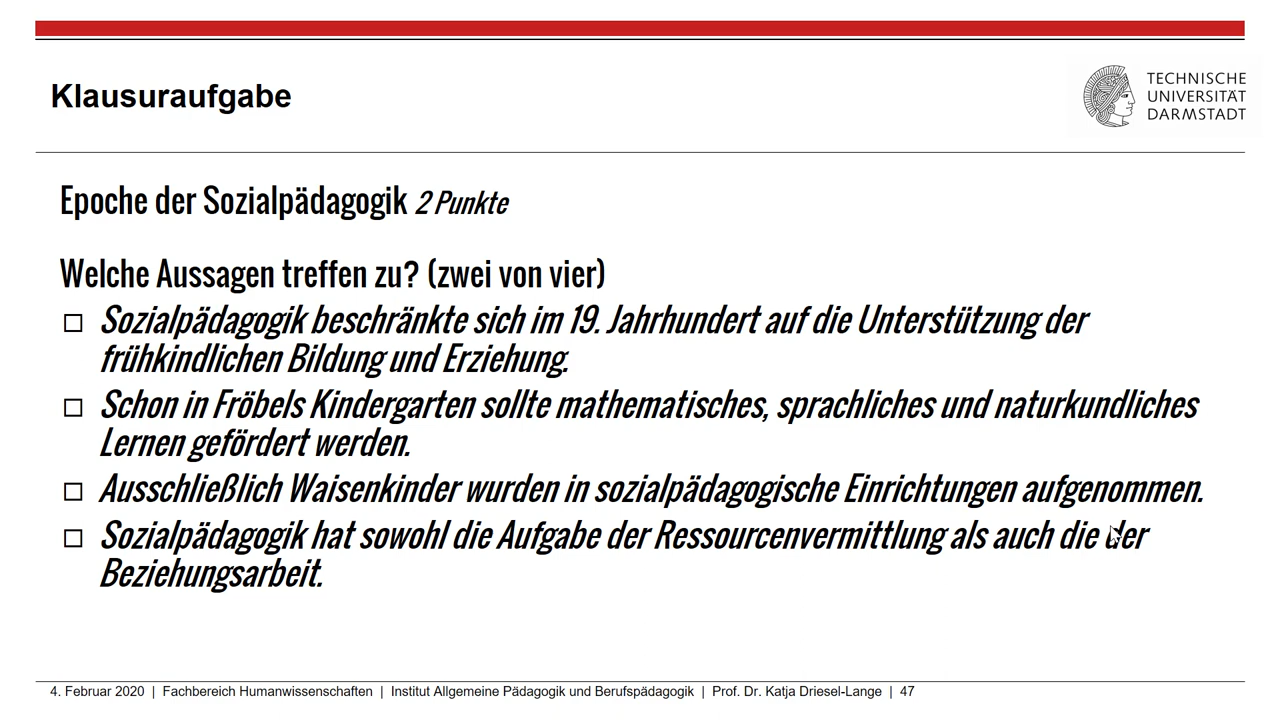 Klausuraufgabe
TECHNISCHE
UNIVERSITÄT
DARMSTADT
Epoche der Sozialpädagogik 2 Punkte
Welche Aussagen treffen zu? (zwei von vier)
Sozialpädagogik beschränkte sich im 19. Jahrhundert auf die Unterstützung der
frühkindlichen Bildung und Erziehung.
Schon in Fröbels Kindergarten sollte mathematisches, sprachliches und naturkundliches
Lernen gefördert werden.
Ausschließlich Waisenkinder wurden in sozialpädagogische Einrichtungen aufgenommen.
Sozialpädagogik hat sowohl die Aufgabe der Ressourcenvermittlung als auch die der
Beziehungsarbeit.
4. Februar 2020 | Fachbereich Humanwissenschaften | Institut Allgemeine Pädagogik und Berufspädagogik | Prof. Dr. Katja Driesel-Lange | 47